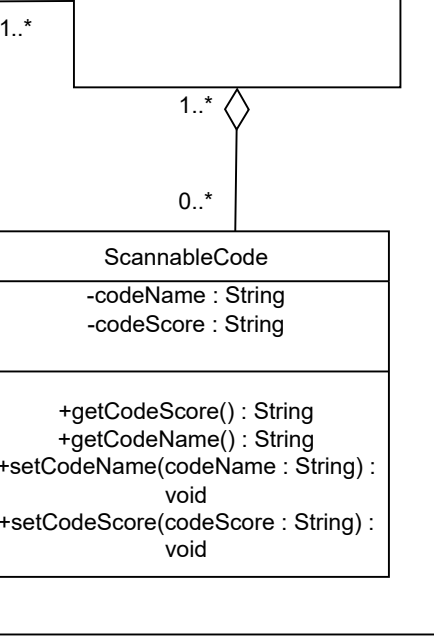 1..*
1..*
0..*
ScannableCode
-codeName : String
-codeScore : String
+getCodeScore() : String
+getCodeName() : String
+setCodeName(codeName : String) :
void
+setCodeScore(codeScore : String) :
void